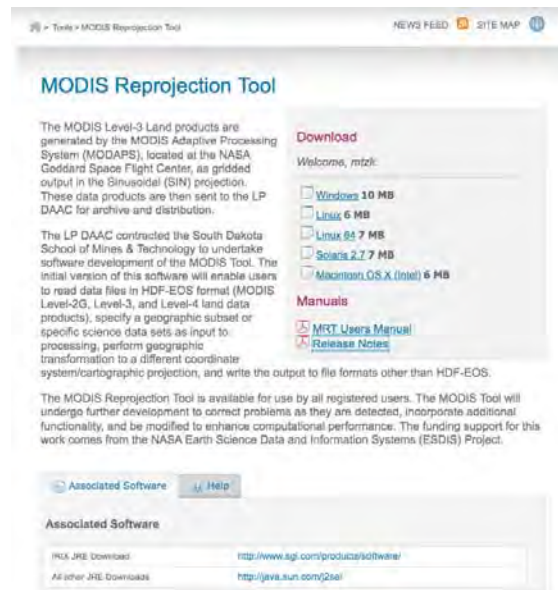 > Tools > MODIS Reprojection Tool
NEWS FEED SITE MAP
MODIS Reprojection Tool
The MODIS Level-3 Land products are
generated by the MODIS Adaptive Processing
System (MODAPS), located at the NASA
Goddard Space Flight Center, as gridded
output in the Sinusoidal (SIN) projection.
These data products are then sent to the LP
DAAC for archive and distribution.
The LP DAAC contracted the South Dakota
School of Mines & Technology to undertake
software development of the MODIS Tool. The
initial version of this software will enable users
to read data files in HDF-EOS format (MODIS
Level-2G, Level-3, and Level-4 land data
products), specify a geographic subset or
specific science data sets as input to
processing, perform geographic
transformation to a different coordinate
system/cartographic projection, and write the output to file formats other than HDF-EOS.
Download
Welcome, mtzk.
Windows 10 MB
Linux 6 MB
Linux 64 7 MB
Solaris 2.7 7 MB
Macintosh OS X (Intel) 6 MB
Manuals
MRT Users Manual
Release Notes
The MODIS Reprojection Tool is available for use by all registered users. The MODIS Tool will
undergo further development to correct problems as they are detected, incorporate additional
functionality, and be modified to enhance computational performance. The funding support for this
work comes from the NASA Earth Science Data and Information Systems (ESDIS) Project.
Associated Software Help
Associated Software
IRIX JRE Download http://www.sgi.com/products/software/
All other JRE Downloads http://java.sun.com/j2se/